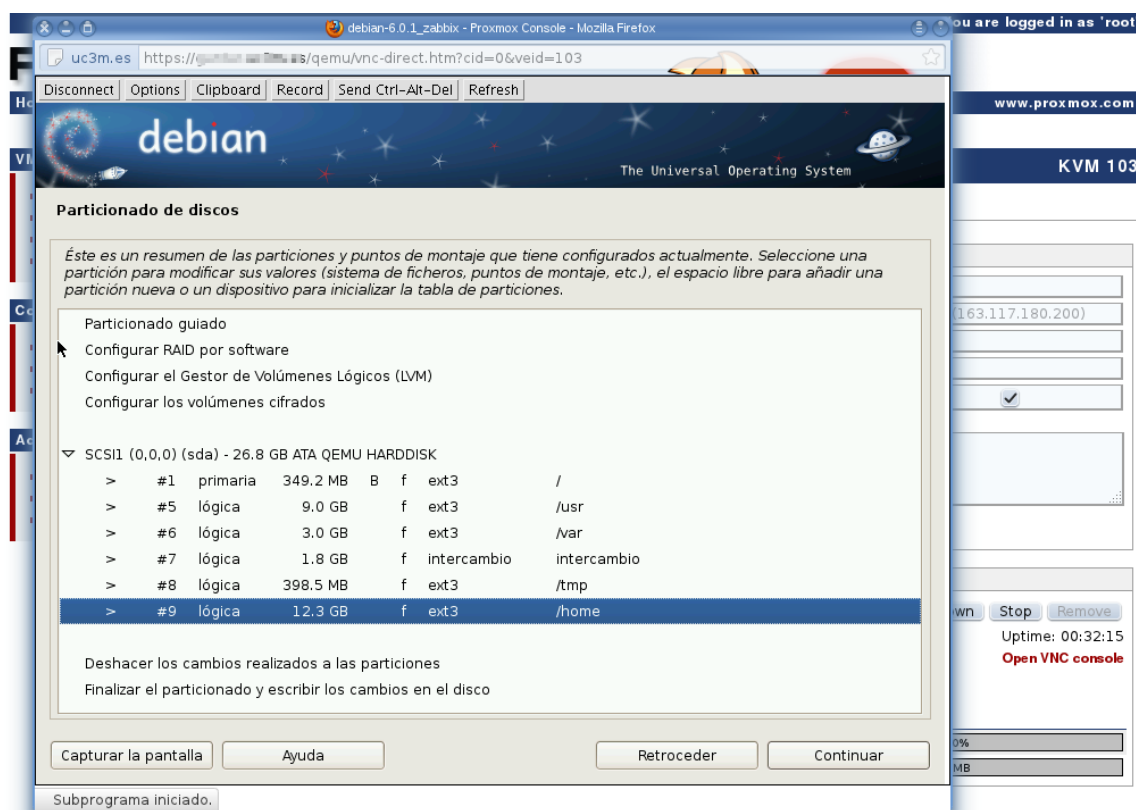 debian-6.0.1_zabbix - Proxmox Console - Mozilla Firefox
ou are logged in as 'root
uc3m.es https:// /qemu/vnc-direct.htm?cid=0&veid=103
Disconnect Options Clipboard Record Send Ctrl-Alt-Del Refresh
www.proxmox.com
debian
The Universal Operating System
KVM 103
Particionado de discos
Éste es un resumen de las particiones y puntos de montaje que tiene configurados actualmente. Seleccione una
partición para modificar sus valores (sistema de ficheros, puntos de montaje, etc.), el espacio libre para añadir una
partición nueva o un dispositivo para inicializar la tabla de particiones.
Particionado guiado
(163.117.180.200)
Configurar RAID por software
Configurar el Gestor de Volúmenes Lógicos (LVM)
Configurar los volúmenes cifrados
SCSI1 (0,0,0) (sda) - 26.8 GB ATA QEMU HARDDISK
> #1 primaria 349.2 MB B f ext3 /
> #5 lógica 9.0 GB f ext3 /usr
> #6 lógica 3.0 GB f ext3 /var
> #7 lógica 1.8 GB f intercambio intercambio
> #8 lógica 398.5 MB f ext3 /tmp
> #9 lógica 12.3 GB f ext3 /home
wn Stop Remove
Uptime: 00:32:15
Open VNC console
Deshacer los cambios realizados a las particiones
Finalizar el particionado y escribir los cambios en el disco
Capturar la pantalla Ayuda Retroceder Continuar
0%
MB
Subprograma iniciado.